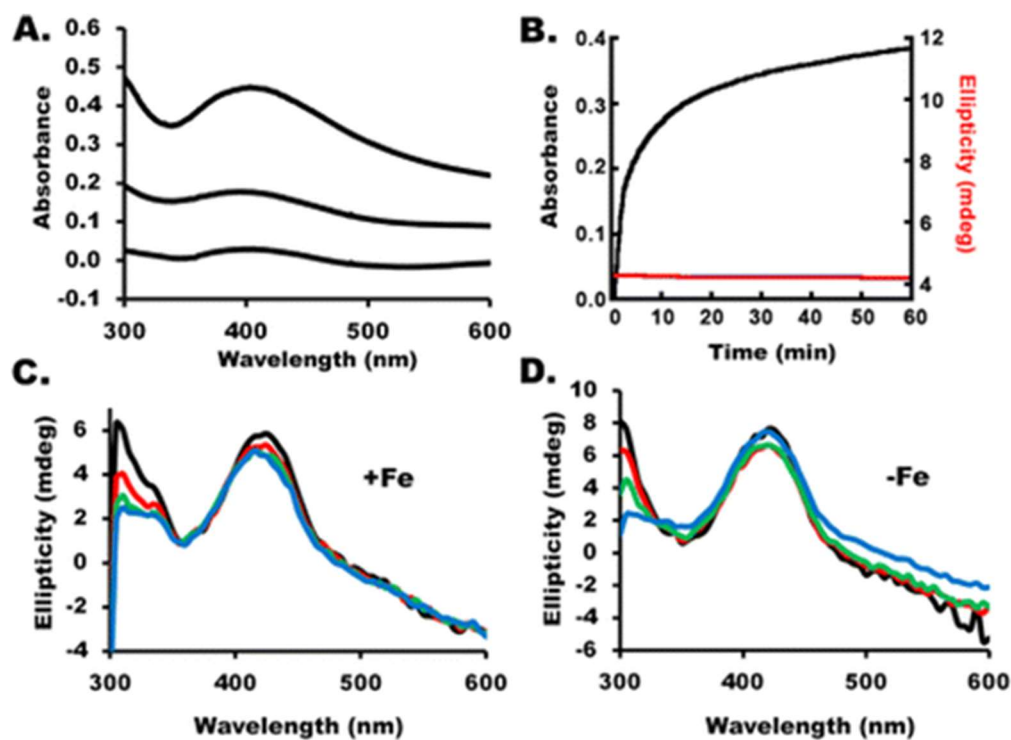 A.
0.6
0.5
0.4
0.3
0.2
0.1
0.0
-0.1
Absorbance
300 400 500 600
Wavelength (nm)
B.
0.4
0.3
0.2
0.1
0.0
Absorbance
12
10
8
6
4
Ellipticity (mdeg)
0 10 20 30 40 50 60
Time (min)
C.
6
4
2
0
-2
-4
Ellipticity (mdeg)
+Fe
300 400 500 600
Wavelength (nm)
D.
10
8
6
4
2
0
-2
-4
-6
Ellipticity (mdeg)
-Fe
300 400 500 600
Wavelength (nm)